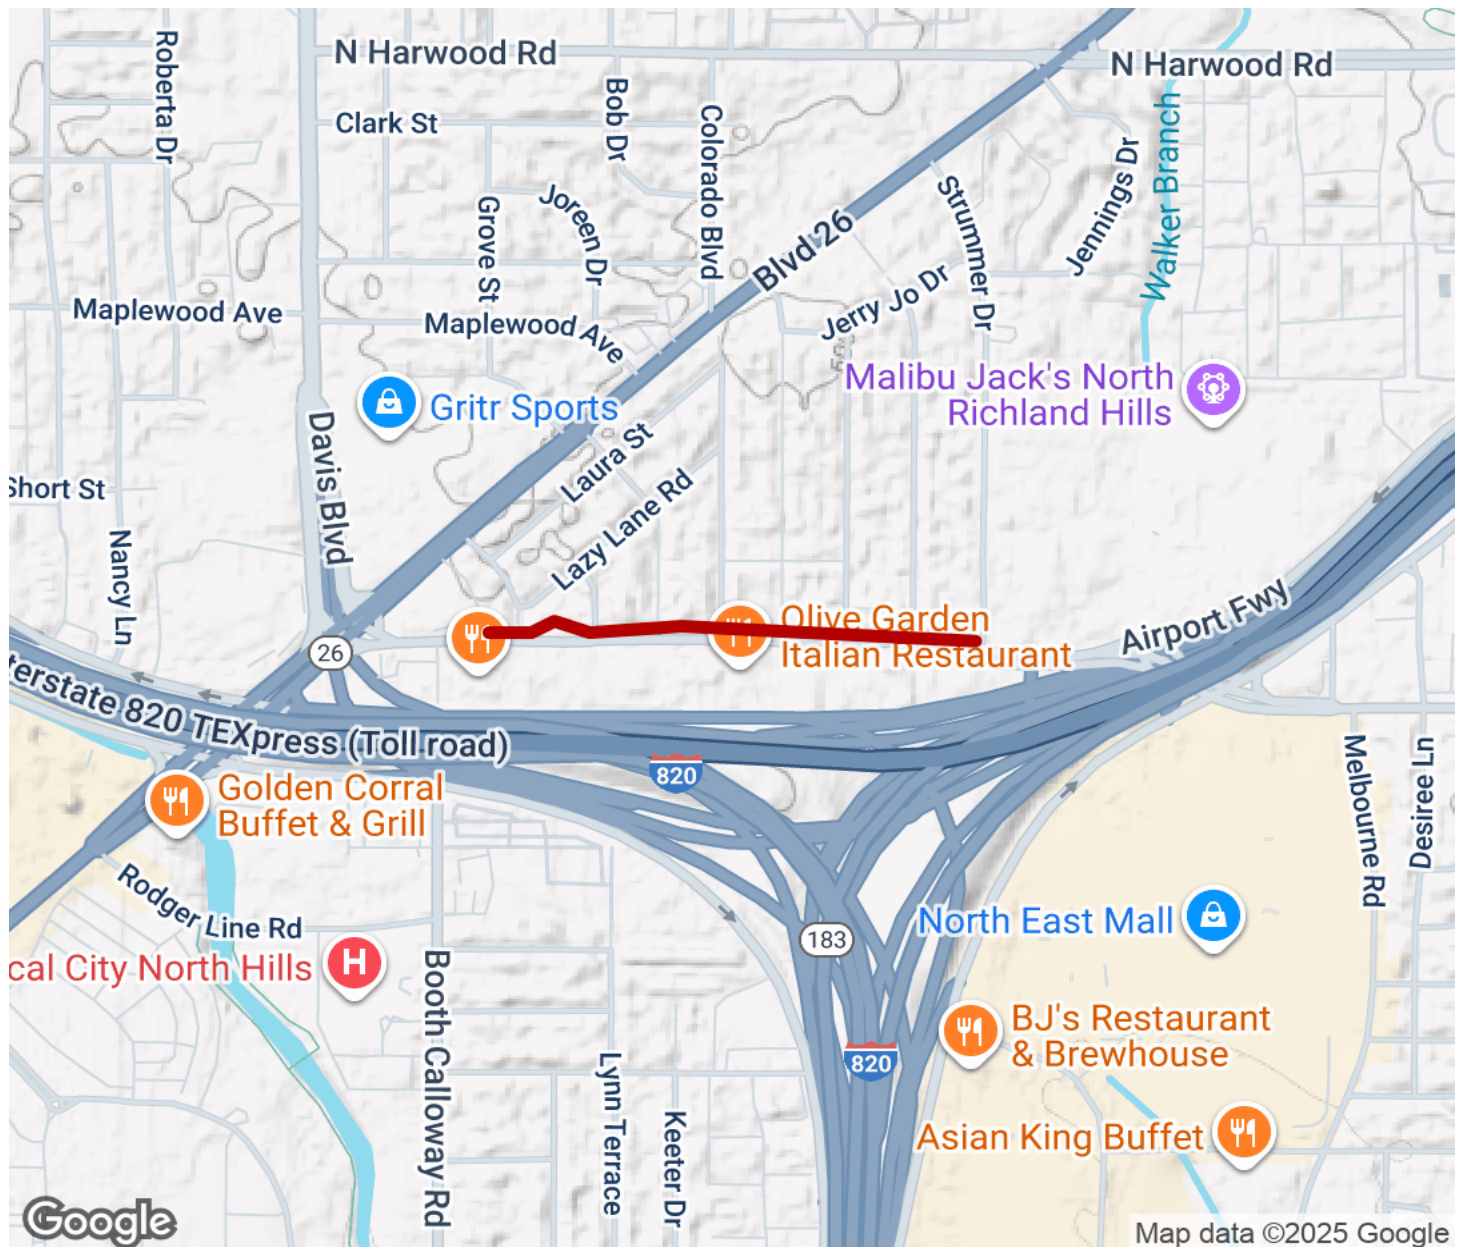 N Harwood Rd
N Harwood Rd
Roberta Dr
Clark St
Bob Dr
Colorado Blvd
Walker Branch
Jennings Dr
Strummer Dr
Joreen Dr
Grove St
Blvd 26
Jerry Jo Dr
Maplewood Ave
Maplewood Ave
Malibu Jack's North
Richland Hills
Gritr Sports
Davis Blvd
Laura St
Short St
Lazy Lane Rd
Nancy Ln
Olive Garden
Italian Restaurant
Airport Fwy
26
terstate 820 TEXpress (Toll road)
820
Golden Corral
Buffet & Grill
Melbourne Rd
Desiree Ln
Rodger Line Rd
North East Mall
183
cal City North Hills
H
Booth Calloway Rd
BJ's Restaurant
& Brewhouse
820
Lynn Terrace
Keeter Dr
Asian King Buffet
Google
Map data ©2025 Google